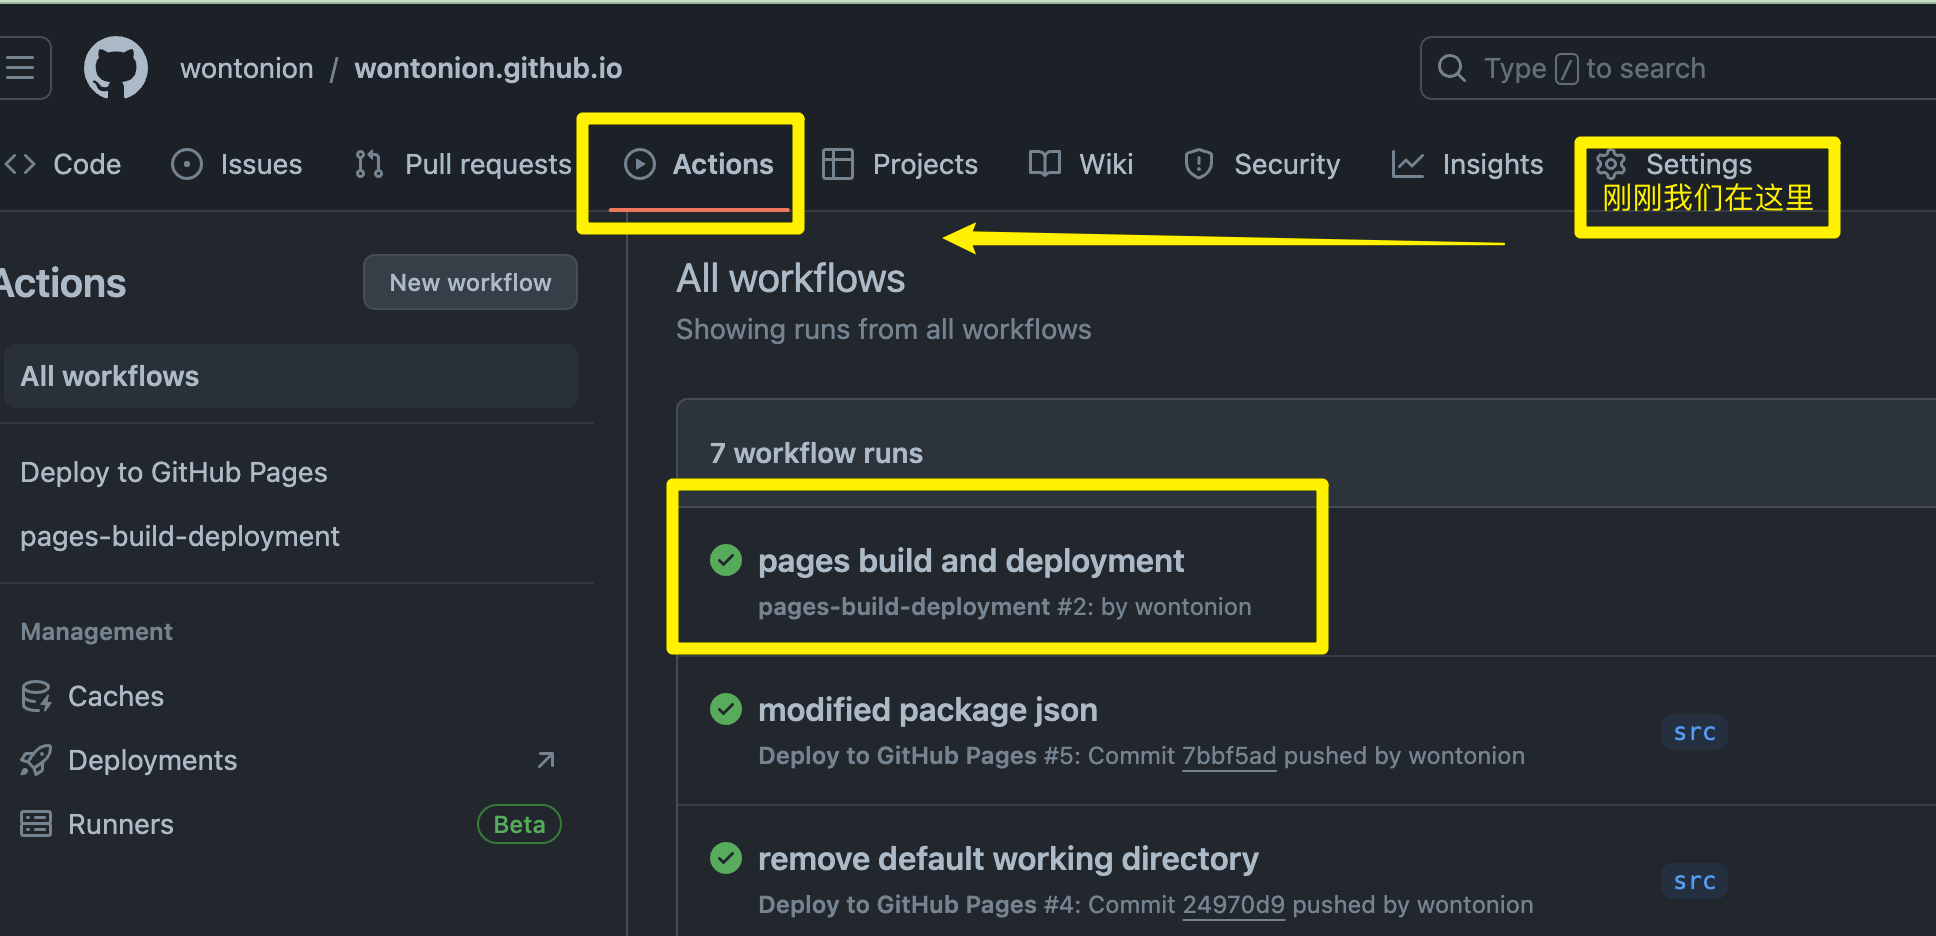 wontonion / wontonion.github.io
Type / to search
Code Issues Pull requests Actions Projects Wiki Security Insights Settings
刚刚我们在这里
Actions
New workflow
All workflows
Deploy to GitHub Pages
pages-build-deployment
Management
Caches
Deployments
Runners Beta
All workflows
Showing runs from all workflows
7 workflow runs
pages build and deployment
pages-build-deployment #2: by wontonion
modified package json
Deploy to GitHub Pages #5: Commit 7bbf5ad pushed by wontonion
src
remove default working directory
Deploy to GitHub Pages #4: Commit 24970d9 pushed by wontonion
src